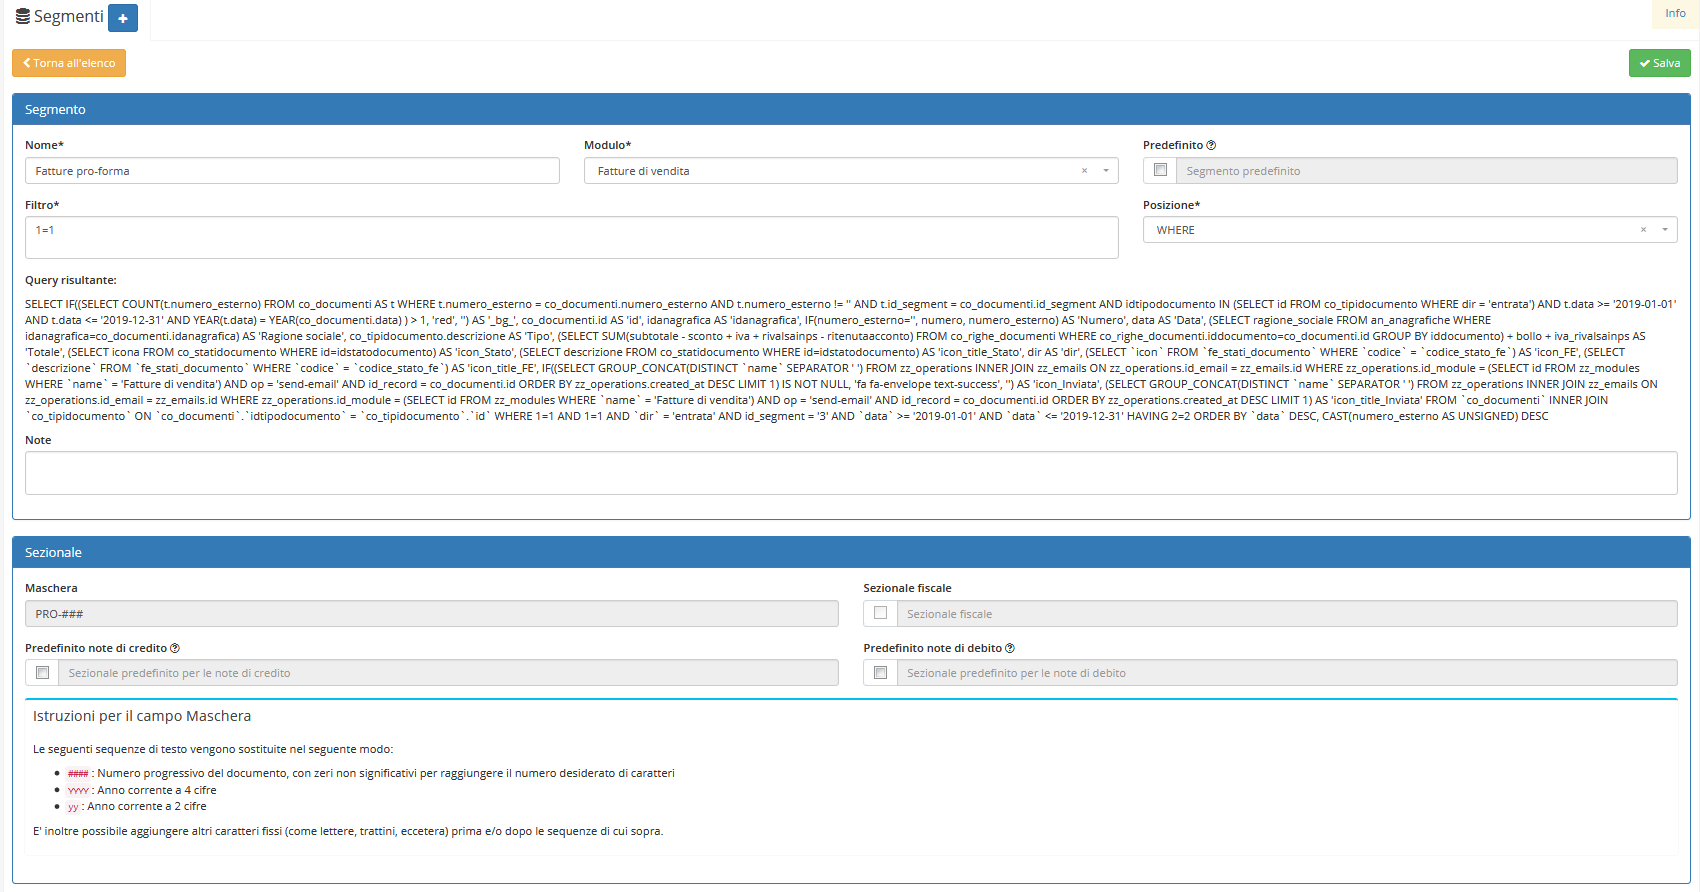 Segmenti
Info
Torna all'elenco
Salva
Segmento
Nome*
Modulo*
Predefinito
Fatture pro-forma
Fatture di vendita
Segmento predefinito
Filtro*
Posizione*
1=1
WHERE
Query risultante:
SELECT IF((SELECT COUNT(t.numero_esterno) FROM co_documenti AS t WHERE t.numero_esterno = co_documenti.numero_esterno AND t.numero_esterno != '' AND t.id_segment = co_documenti.id_segment AND idtipodocumento IN (SELECT id FROM co_tipidocumento WHERE dir = 'entrata') AND t.data >= '2019-01-01'
AND t.data <= '2019-12-31' AND YEAR(t.data) = YEAR(co_documenti.data) ) > 1, 'red', '') AS '_bg_', co_documenti.id AS 'id', idanagrafica AS 'idanagrafica', IF(numero_esterno='', numero, numero_esterno) AS 'Numero', data AS 'Data', (SELECT ragione_sociale FROM an_anagrafiche WHERE
idanagrafica=co_documenti.idanagrafica) AS 'Ragione sociale', co_tipidocumento.descrizione AS 'Tipo', (SELECT SUM(subtotale - sconto + iva + rivalsainps - ritenutaacconto) FROM co_righe_documenti WHERE co_righe_documenti.iddocumento=co_documenti.id GROUP BY iddocumento) + bollo + iva_rivalsainps AS
'Totale', (SELECT icona FROM co_statidocumento WHERE id=idstatodocumento) AS 'icon_Stato', (SELECT descrizione FROM co_statidocumento WHERE id=idstatodocumento) AS 'icon_title_Stato', dir AS 'dir', (SELECT `icon` FROM `fe_stati_documento` WHERE `codice` = `codice_stato_fe`) AS 'icon_FE', (SELECT
`descrizione` FROM `fe_stati_documento` WHERE `codice` = `codice_stato_fe`) AS 'icon_title_FE', IF((SELECT GROUP_CONCAT(DISTINCT `name` SEPARATOR ' ') FROM zz_operations INNER JOIN zz_emails ON zz_operations.id_email = zz_emails.id WHERE zz_operations.id_module = (SELECT id FROM zz_modules
WHERE `name` = 'Fatture di vendita') AND op = 'send-email' AND id_record = co_documenti.id ORDER BY zz_operations.created_at DESC LIMIT 1) IS NOT NULL, 'fa fa-envelope text-success', '') AS 'icon_Inviata', (SELECT GROUP_CONCAT(DISTINCT `name` SEPARATOR ' ') FROM zz_operations INNER JOIN zz_emails ON
zz_operations.id_email = zz_emails.id WHERE zz_operations.id_module = (SELECT id FROM zz_modules WHERE `name` = 'Fatture di vendita') AND op = 'send-email' AND id_record = co_documenti.id ORDER BY zz_operations.created_at DESC LIMIT 1) AS 'icon_title_Inviata' FROM `co_documenti` INNER JOIN
`co_tipidocumento` ON `co_documenti`.`idtipodocumento` = `co_tipidocumento`.`id` WHERE 1=1 AND 1=1 AND `dir` = 'entrata' AND id_segment = '3' AND `data` >= '2019-01-01' AND `data` <= '2019-12-31' HAVING 2=2 ORDER BY `data` DESC, CAST(numero_esterno AS UNSIGNED) DESC
Note
Sezionale
Maschera
Sezionale fiscale
PRO-###
Sezionale fiscale
Predefinito note di credito
Predefinito note di debito
Sezionale predefinito per le note di credito
Sezionale predefinito per le note di debito
Istruzioni per il campo Maschera
Le seguenti sequenze di testo vengono sostituite nel seguente modo:
#### : Numero progressivo del documento, con zeri non significativi per raggiungere il numero desiderato di caratteri
YYYY : Anno corrente a 4 cifre
yy : Anno corrente a 2 cifre
E' inoltre possibile aggiungere altri caratteri fissi (come lettere, trattini, eccetera) prima e/o dopo le sequenze di cui sopra.